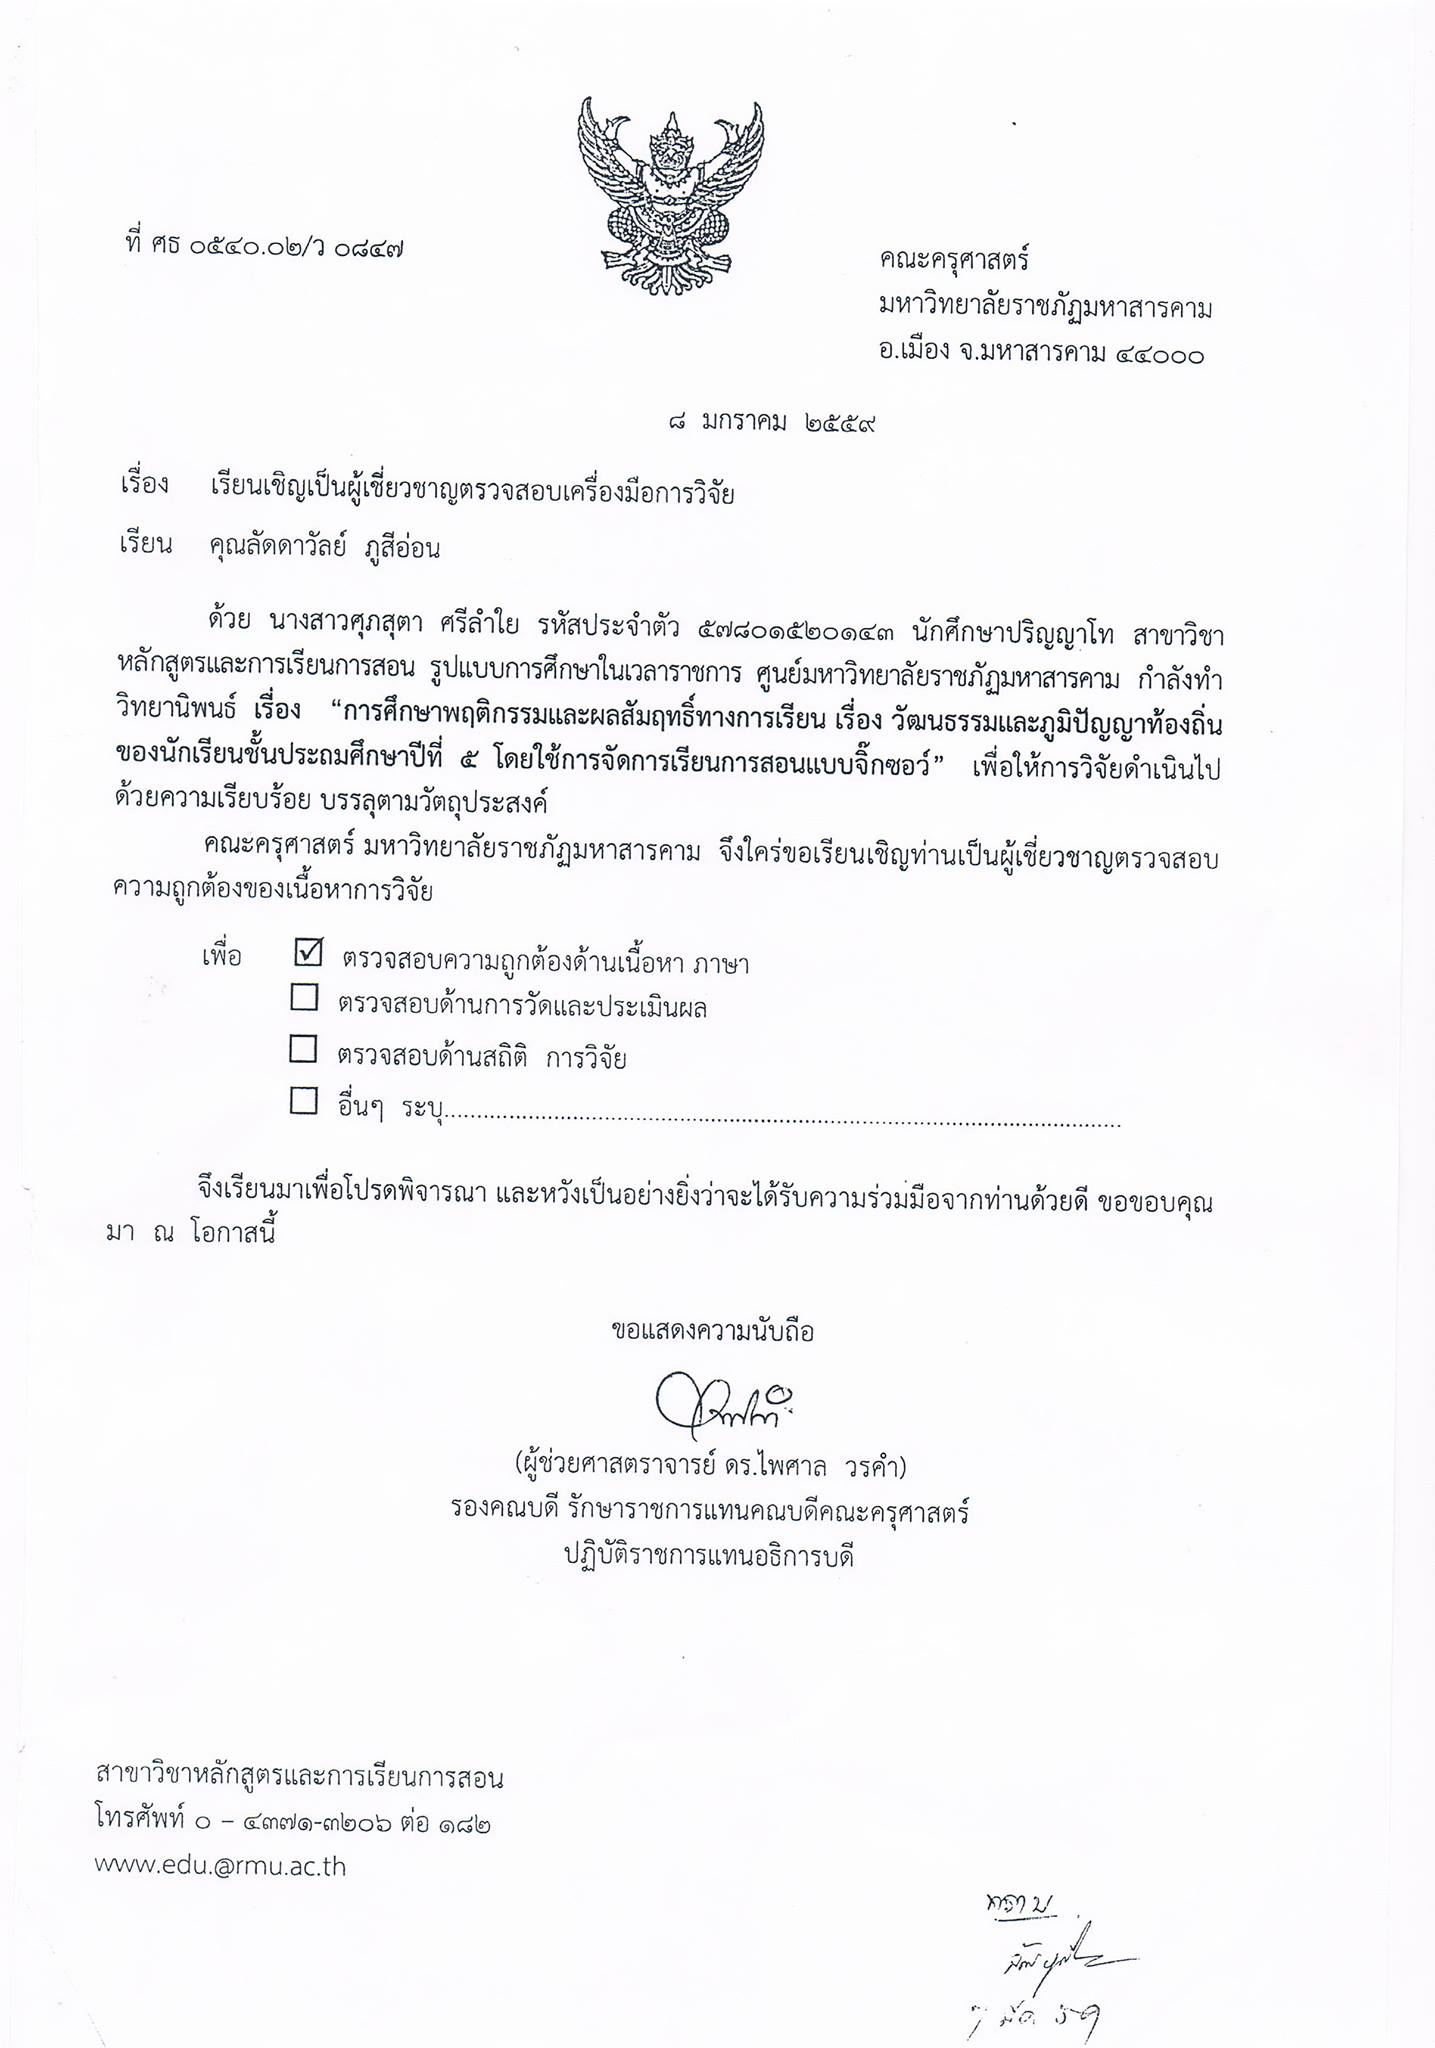 ที่ ศธ ๐๕๔๐.๐๒/ว ๐๘๔๗
คณะครุศาสตร์
มหาวิทยาลัยราชภัฏมหาสารคาม
อ.เมือง จ.มหาสารคาม ๔๔๐๐๐
๘ มกราคม ๒๕๕๙
เรื่อง เรียนเชิญเป็นผู้เชี่ยวชาญตรวจสอบเครื่องมือการวิจัย
เรียน คุณลัดดาวัลย์ ภูสีอ่อน
ด้วย นางสาวศุภสุตา ศรีลำใย รหัสประจำตัว ๕๗๘๐๑๕๒๐๑๔๓ นักศึกษาปริญญาโท สาขาวิชา
หลักสูตรและการเรียนการสอน รูปแบบการศึกษาในเวลาราชการ ศูนย์มหาวิทยาลัยราชภัฏมหาสารคาม กำลังทำ
วิทยานิพนธ์ เรื่อง “การศึกษาพฤติกรรมและผลสัมฤทธิ์ทางการเรียน เรื่อง วัฒนธรรมและภูมิปัญญาท้องถิ่น
ของนักเรียนชั้นประถมศึกษาปีที่ ๕ โดยใช้การจัดการเรียนการสอนแบบจิ๊กซอว์” เพื่อให้การวิจัยดำเนินไป
ด้วยความเรียบร้อย บรรลุตามวัตถุประสงค์
คณะครุศาสตร์ มหาวิทยาลัยราชภัฏมหาสารคาม จึงใคร่ขอเรียนเชิญท่านเป็นผู้เชี่ยวชาญตรวจสอบ
ความถูกต้องของเนื้อหาการวิจัย
เพื่อ ☑ ตรวจสอบความถูกต้องด้านเนื้อหา ภาษา
☐ ตรวจสอบด้านการวัดและประเมินผล
☐ ตรวจสอบด้านสถิติ การวิจัย
☐ อื่นๆ ระบุ........................................................................................................
จึงเรียนมาเพื่อโปรดพิจารณา และหวังเป็นอย่างยิ่งว่าจะได้รับความร่วมมือจากท่านด้วยดี ขอขอบคุณ
มา ณ โอกาสนี้
ขอแสดงความนับถือ
(ผู้ช่วยศาสตราจารย์ ดร.ไพศาล วรคำ)
รองคณบดี รักษาราชการแทนคณบดีคณะครุศาสตร์
ปฏิบัติราชการแทนอธิการบดี
สาขาวิชาหลักสูตรและการเรียนการสอน
โทรศัพท์ ๐ – ๔๓๗๑-๓๒๐๖ ต่อ ๑๘๒
www.edu.@rmu.ac.th
ทราบ